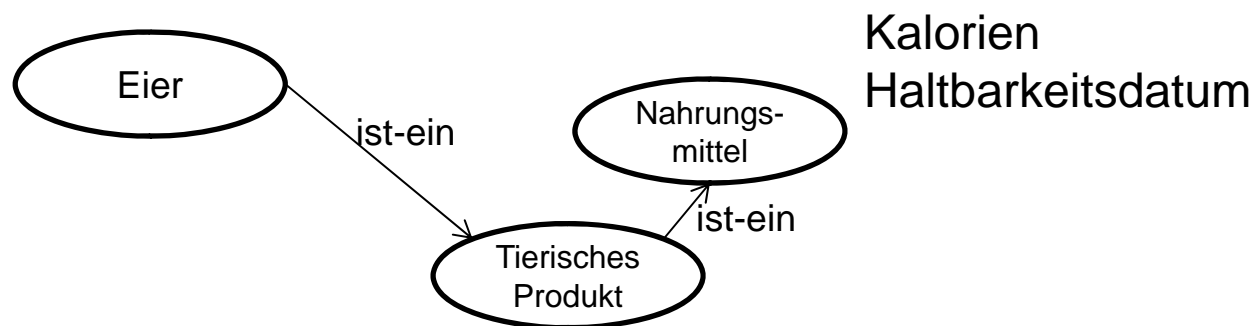 Eier
ist-ein
Nahrungs-
mittel
Kalorien
Haltbarkeitsdatum
ist-ein
Tierisches
Produkt